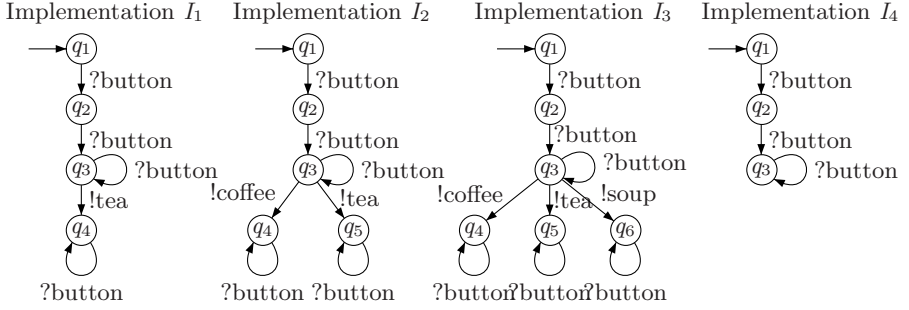 Implementation I₁ Implementation I₂ Implementation I₃ Implementation I₄
q₁ q₁ q₁ q₁
?button ?button ?button ?button
q₂ q₂ q₂ q₂
?button ?button ?button ?button
q₃ ?button q₃ ?button q₃ ?button q₃ ?button
!tea !coffee !tea !coffee !tea !soup
q₄ q₄ q₅ q₄ q₅ q₆
?button ?button ?button ?button ?button ?button